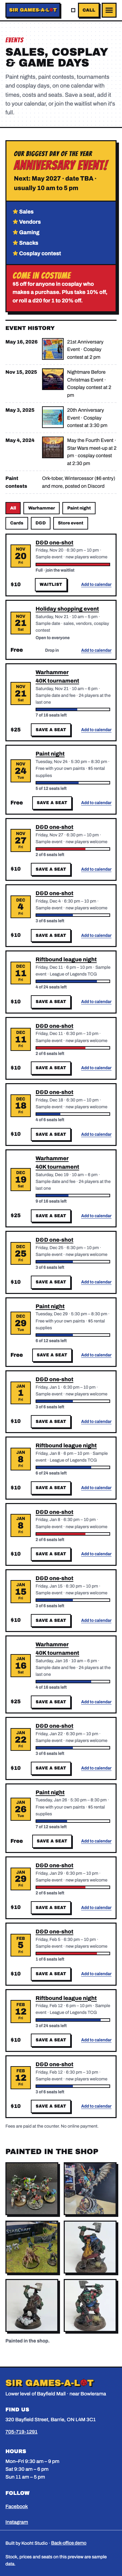 SIR GAMES-A-LOT
CALL
EVENTS
SALES, COSPLAY
& GAME DAYS
Paint nights, paint contests, tournaments,
cosplay and game days. See what's on,
what it costs and how to save a seat, add
it to your calendar, or join the waitlist when it's
full.
OUR BIGGEST DAY OF THE YEAR
ANNIVERSARY EVENT!
Next: May 2027 · date TBA ·
usually 10 am to 5 pm
Sales
Vendors
Gaming
Snacks
Cosplay contest
COME IN COSTUME
$5 off for anyone in costume who
makes a purchase. Plus take 10% off,
or roll a d20 for 1 to 20% off.
EVENT HISTORY
May 16, 2026
21st Anniversary
Event · Cosplay
contest at 2 pm
Nov 15, 2025
Nightmare Before
Christmas Event ·
Cosplay contest at 2
pm
May 3, 2025
20th Anniversary
Event · Cosplay
contest at 3:30 pm
May 4, 2024
May the Fourth ·
Star Wars meet-up at 2
pm · cosplay contest
at 2:30 pm
Paint
contests
Ork-tober, Wintercession ($6 entry)
and more, posted on Discord
All
Warhammer
Paint night
Cards
D&D
Store event
NOV
20
Fri
D&D one-shot
Friday, Nov 20 · 6:30 pm – 10 pm ·
Sample event · new players welcome
Full · join the waitlist
$10
WAITLIST
Add to calendar
NOV
21
Sat
Holiday shopping event
Saturday, Nov 21 · 10 am – 5 pm ·
Sample date · sales, vendors, cosplay
contest
Open to everyone
Free
Drop in
Add to calendar
NOV
21
Sat
Warhammer
40K tournament
Saturday, Nov 21 · 10 am – 6 pm ·
Sample date and fee · 24 players at the
last one
7 of 16 seats left
$25
SAVE A SEAT
Add to calendar
NOV
24
Tue
Paint night
Tuesday, Nov 24 · 5:30 pm – 8:30 pm ·
Free with your own paints · $5 rental
supplies
5 of 12 seats left
Free
SAVE A SEAT
Add to calendar
NOV
27
Fri
D&D one-shot
Friday, Nov 27 · 6:30 pm – 10 pm ·
Sample event · new players welcome
2 of 6 seats left
$10
SAVE A SEAT
Add to calendar
DEC
4
Fri
D&D one-shot
Friday, Dec 4 · 6:30 pm – 10 pm ·
Sample event · new players welcome
3 of 6 seats left
$10
SAVE A SEAT
Add to calendar
DEC
11
Fri
Riftbound league night
Friday, Dec 11 · 6 pm – 10 pm · Sample
event · League of Legends TCG
$10
SAVE A SEAT
Add to calendar
DEC
11
Fri
D&D one-shot
Friday, Dec 11 · 6:30 pm – 10 pm ·
Sample event · new players welcome
2 of 6 seats left
$10
SAVE A SEAT
Add to calendar
DEC
18
Fri
D&D one-shot
Friday, Dec 18 · 6:30 pm – 10 pm ·
Sample event · new players welcome
4 of 6 seats left
$10
SAVE A SEAT
Add to calendar
DEC
19
Sat
Warhammer
40K tournament
Saturday, Dec 19 · 10 am – 6 pm ·
Sample date and fee · 24 players at the
last one
$25
SAVE A SEAT
Add to calendar
DEC
25
Fri
D&D one-shot
Friday, Dec 25 · 6:30 pm – 10 pm ·
Sample event · new players welcome
3 of 6 seats left
$10
SAVE A SEAT
Add to calendar
DEC
29
Tue
Paint night
Tuesday, Dec 29 · 5:30 pm – 8:30 pm ·
Free with your own paints · $5 rental
supplies
Free
SAVE A SEAT
Add to calendar
JAN
1
Fri
D&D one-shot
Friday, Jan 1 · 6:30 pm – 10 pm ·
Sample event · new players welcome
3 of 6 seats left
$10
SAVE A SEAT
Add to calendar
JAN
8
Fri
Riftbound league night
Friday, Jan 8 · 6 pm – 10 pm · Sample
event · League of Legends TCG
$10
SAVE A SEAT
Add to calendar
JAN
8
Fri
D&D one-shot
Friday, Jan 8 · 6:30 pm – 10 pm ·
Sample event · new players welcome
2 of 6 seats left
$10
SAVE A SEAT
Add to calendar
JAN
15
Fri
D&D one-shot
Friday, Jan 15 · 6:30 pm – 10 pm ·
Sample event · new players welcome
3 of 6 seats left
$10
SAVE A SEAT
Add to calendar
JAN
16
Sat
Warhammer
40K tournament
Saturday, Jan 16 · 10 am – 6 pm ·
Sample date and fee · 24 players at the
last one
$25
SAVE A SEAT
Add to calendar
JAN
22
Fri
D&D one-shot
Friday, Jan 22 · 6:30 pm – 10 pm ·
Sample event · new players welcome
3 of 6 seats left
$10
SAVE A SEAT
Add to calendar
JAN
26
Tue
Paint night
Tuesday, Jan 26 · 5:30 pm – 8:30 pm ·
Free with your own paints · $5 rental
supplies
7 of 12 seats left
Free
SAVE A SEAT
Add to calendar
JAN
29
Fri
D&D one-shot
Friday, Jan 29 · 6:30 pm – 10 pm ·
Sample event · new players welcome
2 of 6 seats left
$10
SAVE A SEAT
Add to calendar
FEB
5
Fri
D&D one-shot
Friday, Feb 5 · 6:30 pm – 10 pm ·
Sample event · new players welcome
1 of 6 seats left
$10
SAVE A SEAT
Add to calendar
FEB
12
Fri
Riftbound league night
Friday, Feb 12 · 6 pm – 10 pm · Sample
event · League of Legends TCG
$10
SAVE A SEAT
Add to calendar
FEB
12
Fri
D&D one-shot
Friday, Feb 12 · 6:30 pm – 10 pm ·
Sample event · new players welcome
3 of 6 seats left
$10
SAVE A SEAT
Add to calendar
Fees are paid at the counter. No online payment.
PAINTED IN THE SHOP
Painted in the shop.
SIR GAMES-A-LOT
Lower level of Bayfield Mall · near Bowlerama
FIND US
320 Bayfield Street, Barrie, ON L4M 3C1
705-719-1291
HOURS
Mon–Fri 9:30 am – 9 pm
Sat 9:30 am – 6 pm
Sun 11 am – 5 pm
FOLLOW
Facebook
Instagram
Built by Kootnt Studio · Back-office demo
Stock, prices and seats on this preview are sample
data.